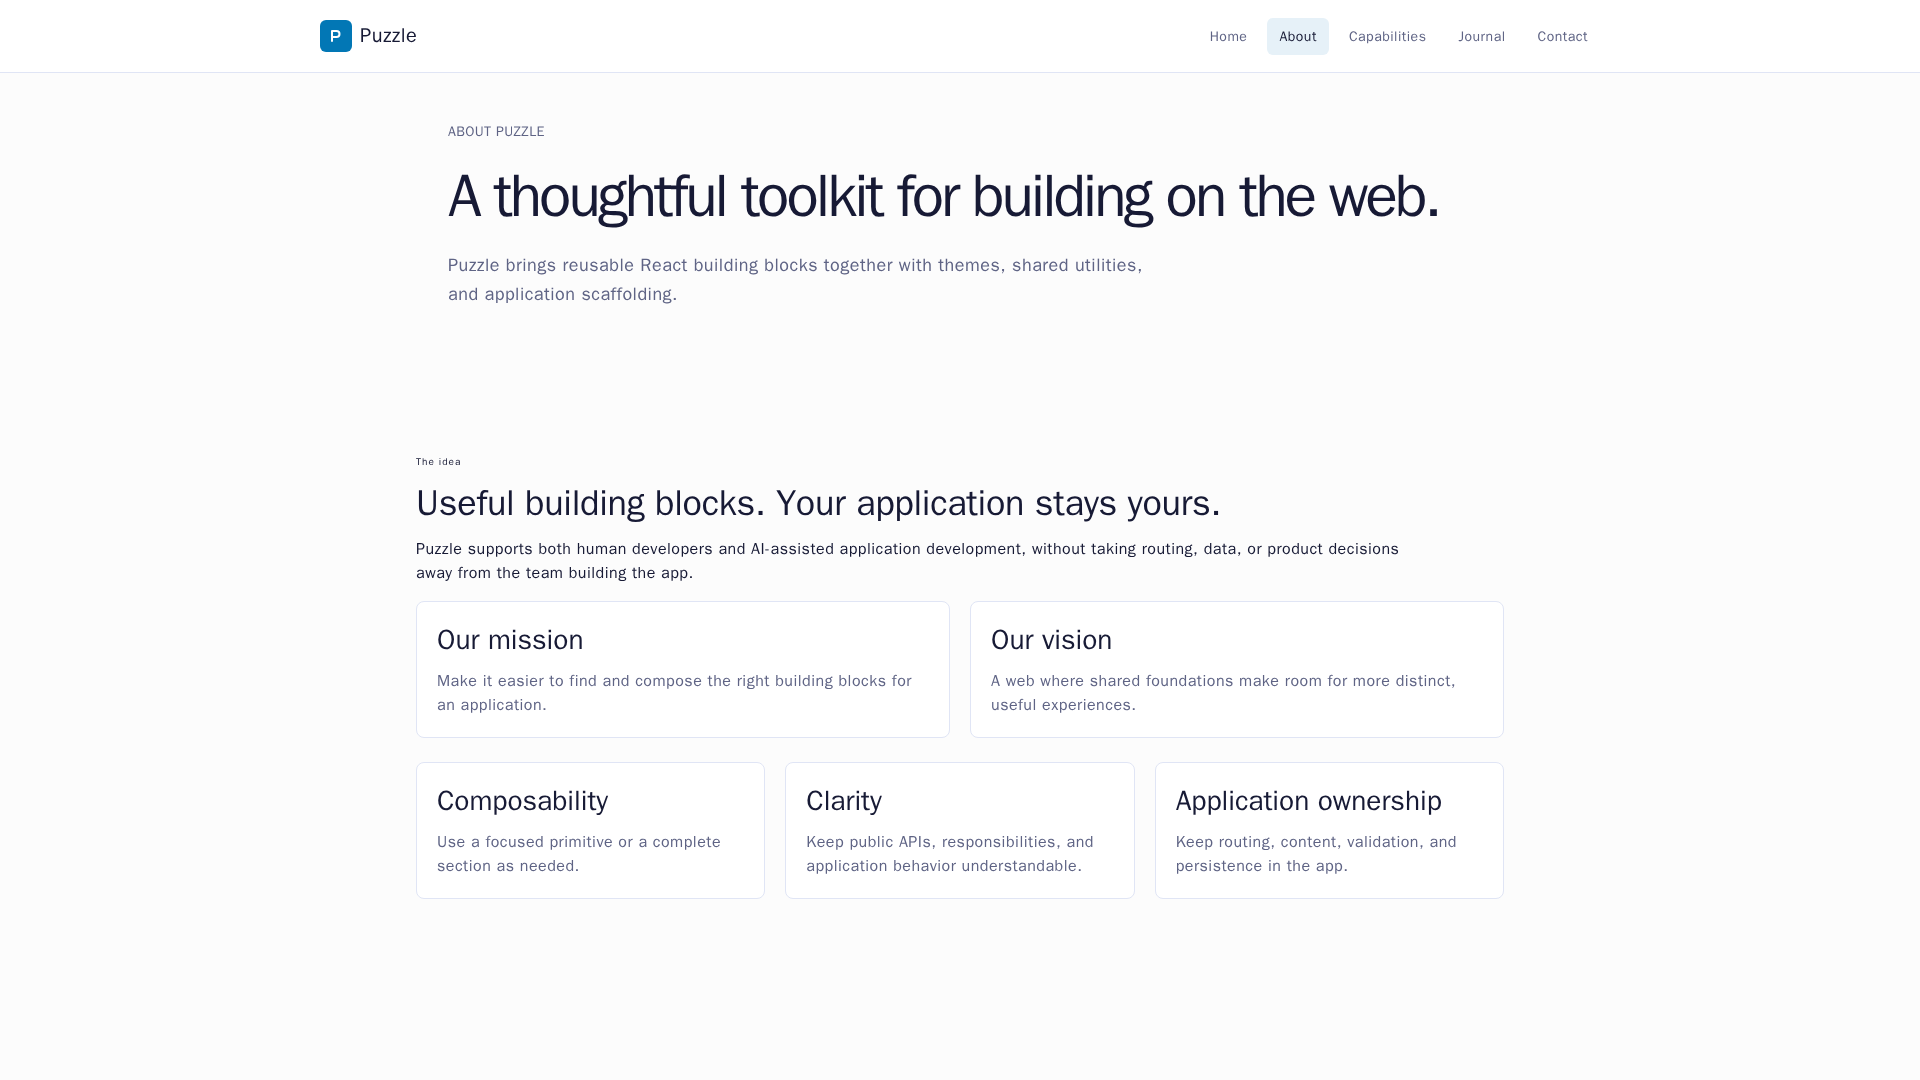 P Puzzle
Home About Capabilities Journal Contact
ABOUT PUZZLE
A thoughtful toolkit for building on the web.
Puzzle brings reusable React building blocks together with themes, shared utilities,
and application scaffolding.
The idea
Useful building blocks. Your application stays yours.
Puzzle supports both human developers and AI-assisted application development, without taking routing, data, or product decisions
away from the team building the app.
Our mission
Make it easier to find and compose the right building blocks for
an application.
Our vision
A web where shared foundations make room for more distinct,
useful experiences.
Composability
Use a focused primitive or a complete
section as needed.
Clarity
Keep public APIs, responsibilities, and
application behavior understandable.
Application ownership
Keep routing, content, validation, and
persistence in the app.